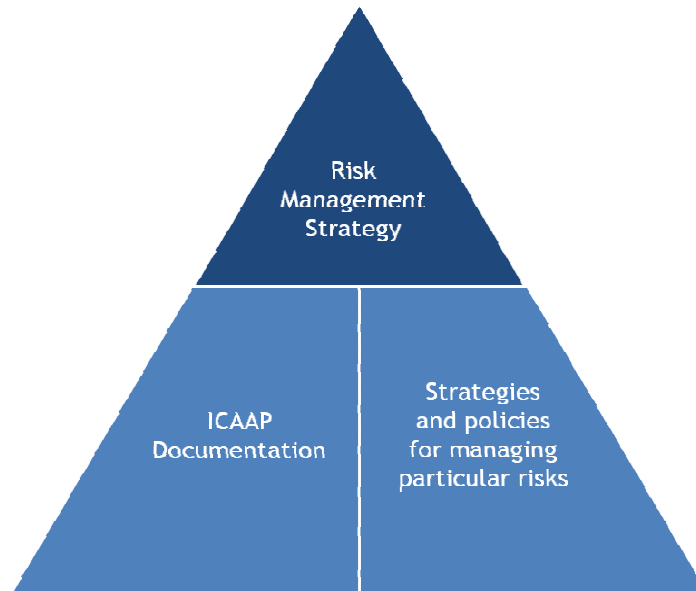 Risk
Management
Strategy
ICAAP
Documentation
Strategies
and policies
for managing
particular risks